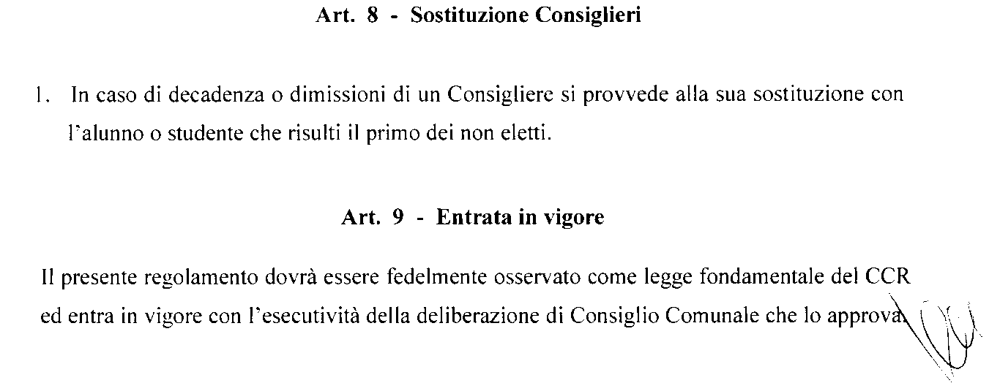 Art. 8 - Sostituzione Consiglieri
1. In caso di decadenza o dimissioni di un Consigliere si provvede alla sua sostituzione con
l'alunno o studente che risulti il primo dei non eletti.
Art. 9 - Entrata in vigore
Il presente regolamento dovrà essere fedelmente osservato come legge fondamentale del CCR
ed entra in vigore con l'esecutività della deliberazione di Consiglio Comunale che lo approva.